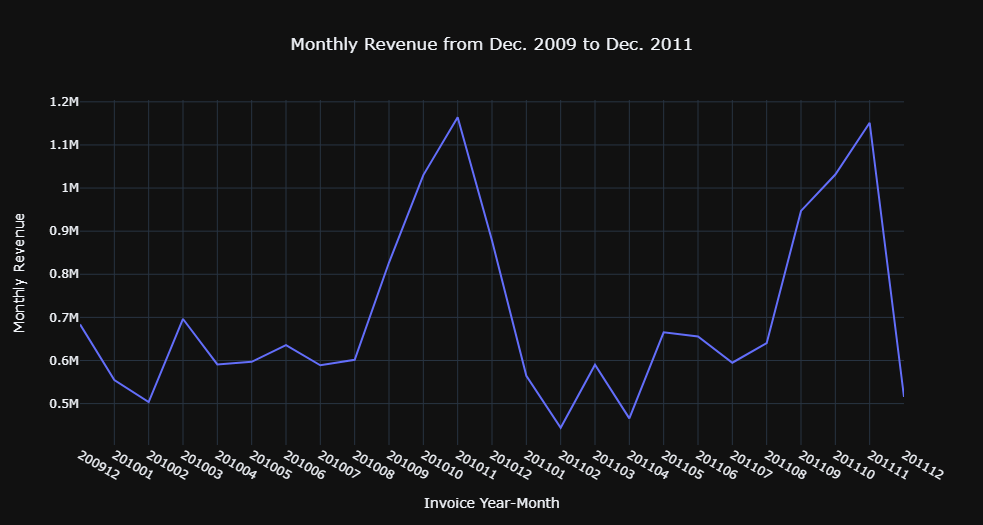 Monthly Revenue from Dec. 2009 to Dec. 2011
1.2M
1.1M
1M
0.9M
0.8M
0.7M
0.6M
0.5M
Monthly Revenue
200912
201001
201002
201003
201004
201005
201006
201007
201008
201009
201010
201011
201012
201101
201102
201103
201104
201105
201106
201107
201108
201109
201110
201111
201112
Invoice Year-Month